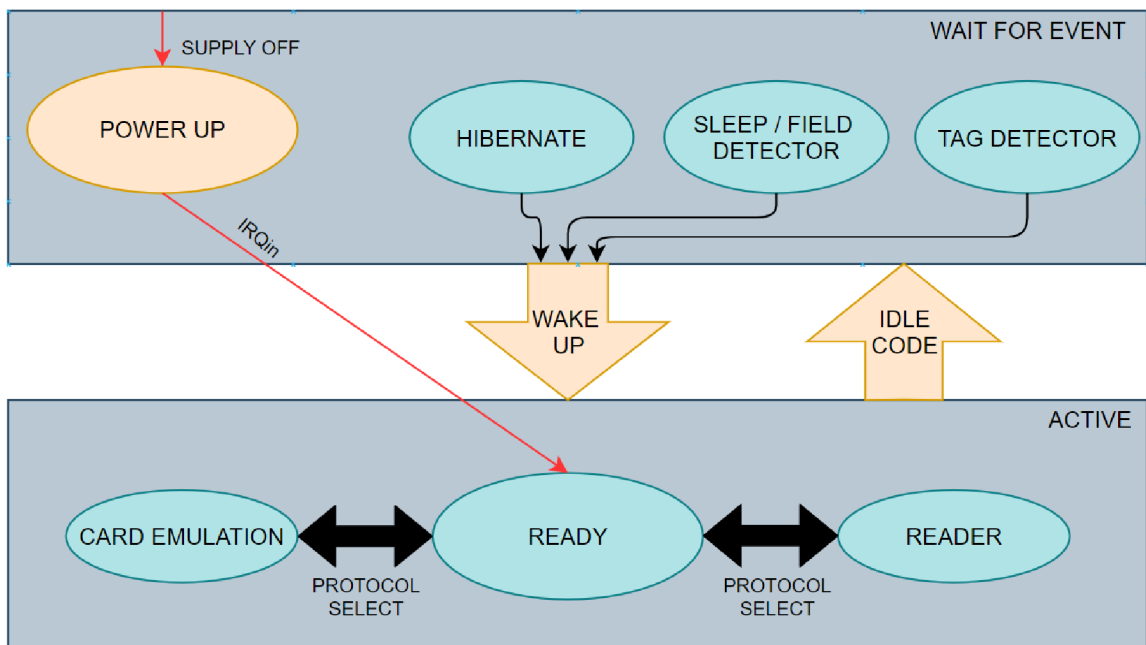 WAIT FOR EVENT
SUPPLY OFF
POWER UP
HIBERNATE
SLEEP / FIELD
DETECTOR
TAG DETECTOR
IRQin
WAKE
UP
IDLE
CODE
ACTIVE
CARD EMULATION
READY
READER
PROTOCOL
SELECT
PROTOCOL
SELECT